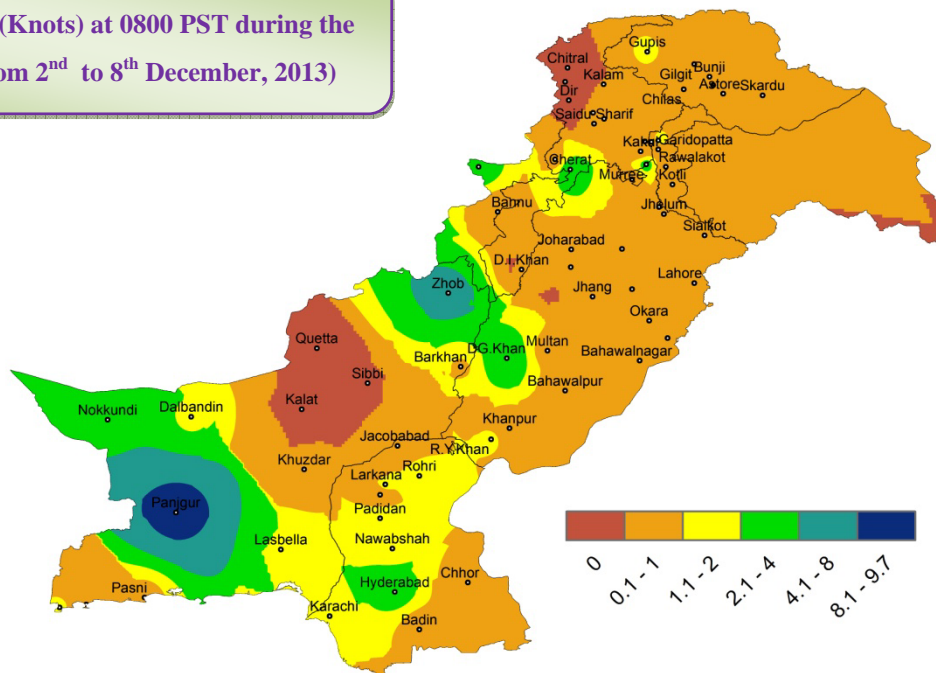 (Knots) at 0800 PST during the
om 2nd to 8th December, 2013)
Gupis
Chitral
Bunji
Gilgit
Kalam
Astore
Skardu
Dir
Chilas
Saidu Sharif
Garidopatta
Rawalakot
Cherat
Murree
Kotli
Bannu
Jhelum
Sialkot
Joharabad
D.I.Khan
Lahore
Zhob
Jhang
Okara
Quetta
DG.Khan
Multan
Barkhan
Bahawalnagar
Sibbi
Bahawalpur
Kalat
Nokkundi
Dalbandin
Khanpur
Jacobabad
R.Y.Khan
Khuzdar
Rohri
Larkana
Panjgur
Padidan
Lasbella
Nawabshah
Hyderabad
Chhor
Pasni
Karachi
Badin
0
0.1 - 1
1.1 - 2
2.1 - 4
4.1 - 8
8.1 - 9.7